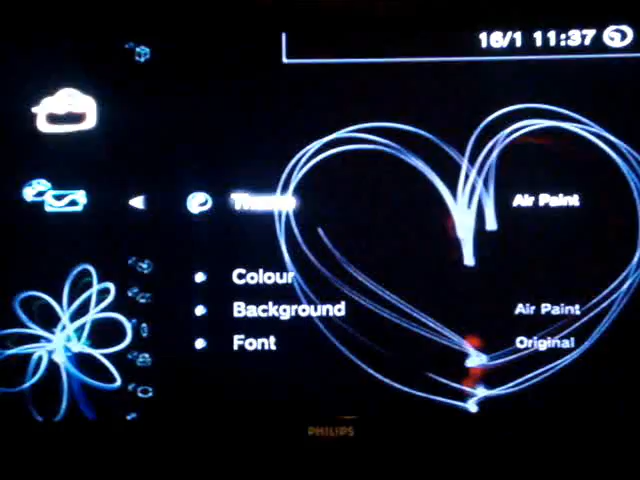 16/1 11:37
Theme Air Paint
Colour
Background Air Paint
Font Original
PHILIPS